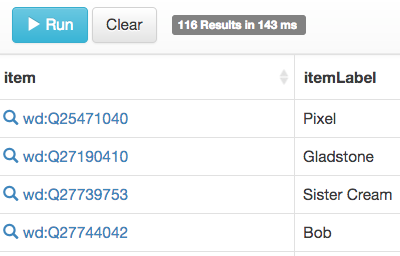 Run Clear 116 Results in 143 ms
item itemLabel
wd:Q25471040 Pixel
wd:Q27190410 Gladstone
wd:Q27739753 Sister Cream
wd:Q27744042 Bob